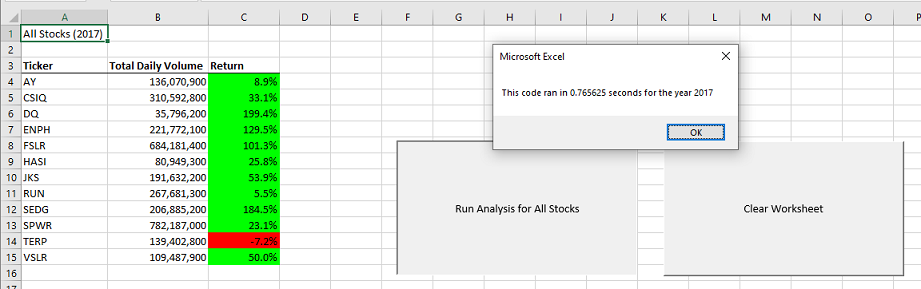 A B C D E F G H I J K L M N O P
1 All Stocks (2017)
2
3 Ticker Total Daily Volume Return
4 AY 136,070,900 8.9%
5 CSIQ 310,592,800 33.1%
6 DQ 35,796,200 199.4%
7 ENPH 221,772,100 129.5%
8 FSLR 684,181,400 101.3%
9 HASI 80,949,300 25.8%
10 JKS 191,632,200 53.9%
11 RUN 267,681,300 5.5%
12 SEDG 206,885,200 184.5%
13 SPWR 782,187,000 23.1%
14 TERP 139,402,800 -7.2%
15 VSLR 109,487,900 50.0%
16
17
Microsoft Excel
This code ran in 0.765625 seconds for the year 2017
OK
Run Analysis for All Stocks
Clear Worksheet